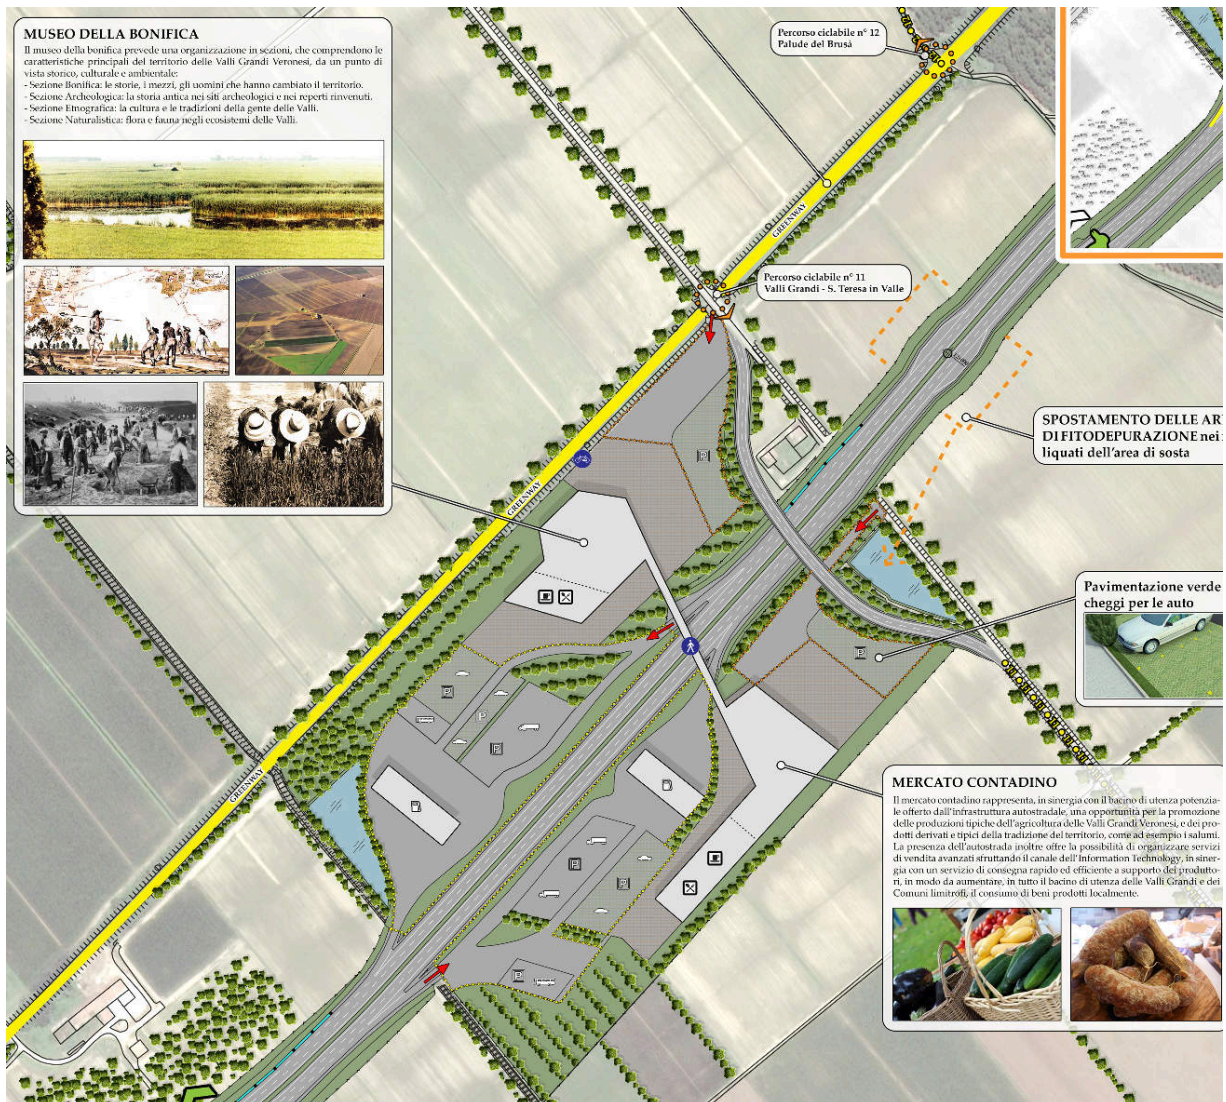 MUSEO DELLA BONIFICA
Il museo della bonifica prevede una organizzazione in sezioni, che comprendono le
caratteristiche principali del territorio delle Valli Grandi Veronesi, da un punto di
vista storico, culturale e ambientale:
- Sezione Bonifica: le storie, i mezzi, gli uomini che hanno cambiato il territorio.
- Sezione Archeologica: la storia antica nei siti archeologici e nei reperti rinvenuti.
- Sezione Etnografica: la cultura e le tradizioni della gente delle Valli.
- Sezione Naturalistica: flora e fauna negli ecosistemi delle Valli.
Percorso ciclabile n° 12
Palude del Brusà
GREENWAY
Percorso ciclabile n° 11
Valli Grandi - S. Teresa in Valle
SPOSTAMENTO DELLE AR
DI FITODEPURAZIONE nei
liquati dell'area di sosta
P
GREENWAY
Pavimentazione verde
cheggi per le auto
P
P
P
P
GREENWAY
MERCATO CONTADINO
Il mercato contadino rappresenta, in sinergia con il bacino di utenza potenzia-
le offerto dall'infrastruttura autostradale, una opportunità per la promozione
delle produzioni tipiche dell'agricoltura delle Valli Grandi Veronesi, e dei pro-
dotti derivati e tipici della tradizione del territorio, come ad esempio i salumi.
La presenza dell'autostrada inoltre offre la possibilità di organizzare servizi
di vendita avanzati sfruttando il canale dell'Information Technology, in siner-
gia con un servizio di consegna rapido ed efficiente a supporto dei produtto-
ri, in modo da aumentare, in tutto il bacino di utenza delle Valli Grandi e dei
Comuni limitrofi, il consumo di beni prodotti localmente.
P
P
P